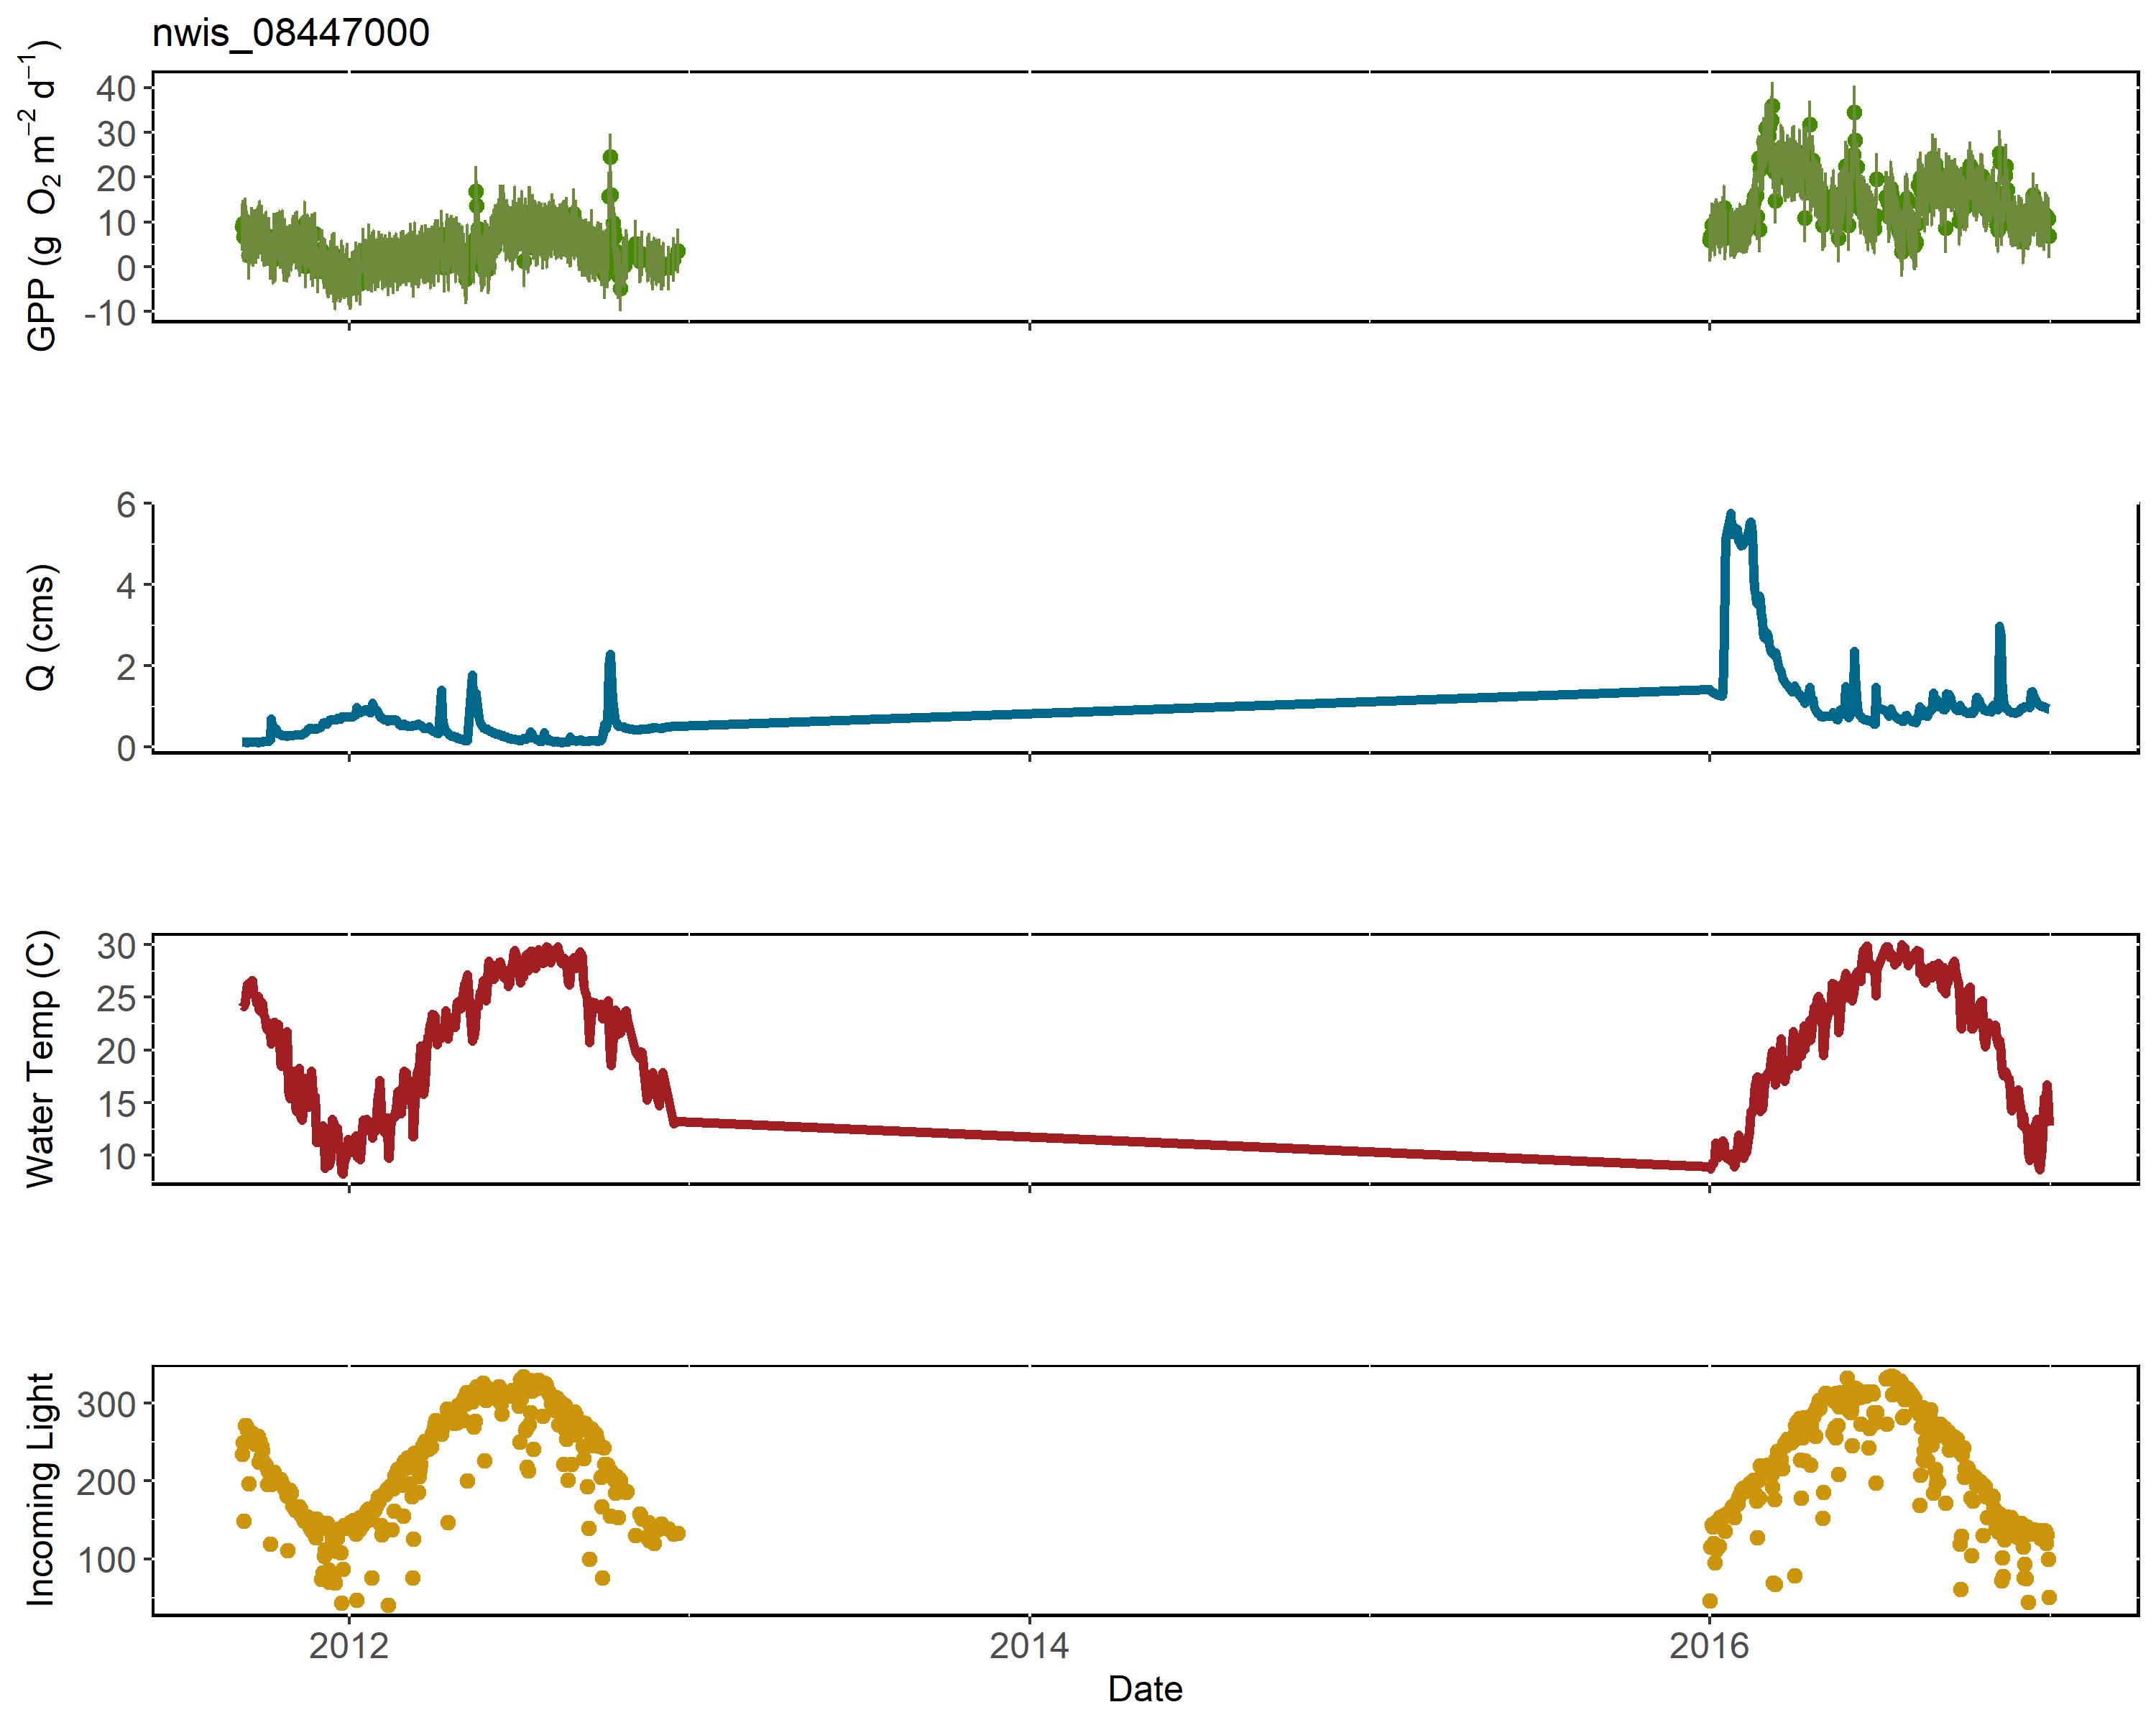 nwis_08447000
GPP (g O₂ m⁻² d⁻¹)
40
30
20
10
0
-10
Q (cms)
6
4
2
0
Water Temp (C)
30
25
20
15
10
Incoming Light
300
200
100
2012 2014 2016
Date